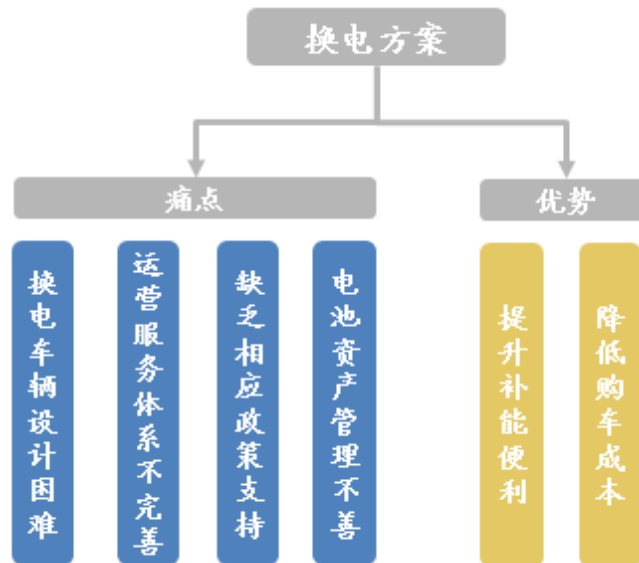 换电方案
痛点
优势
换电车辆设计困难
运营服务体系不完善
缺乏相应政策支持
电池资产管理不善
提升补能便利
降低购车成本